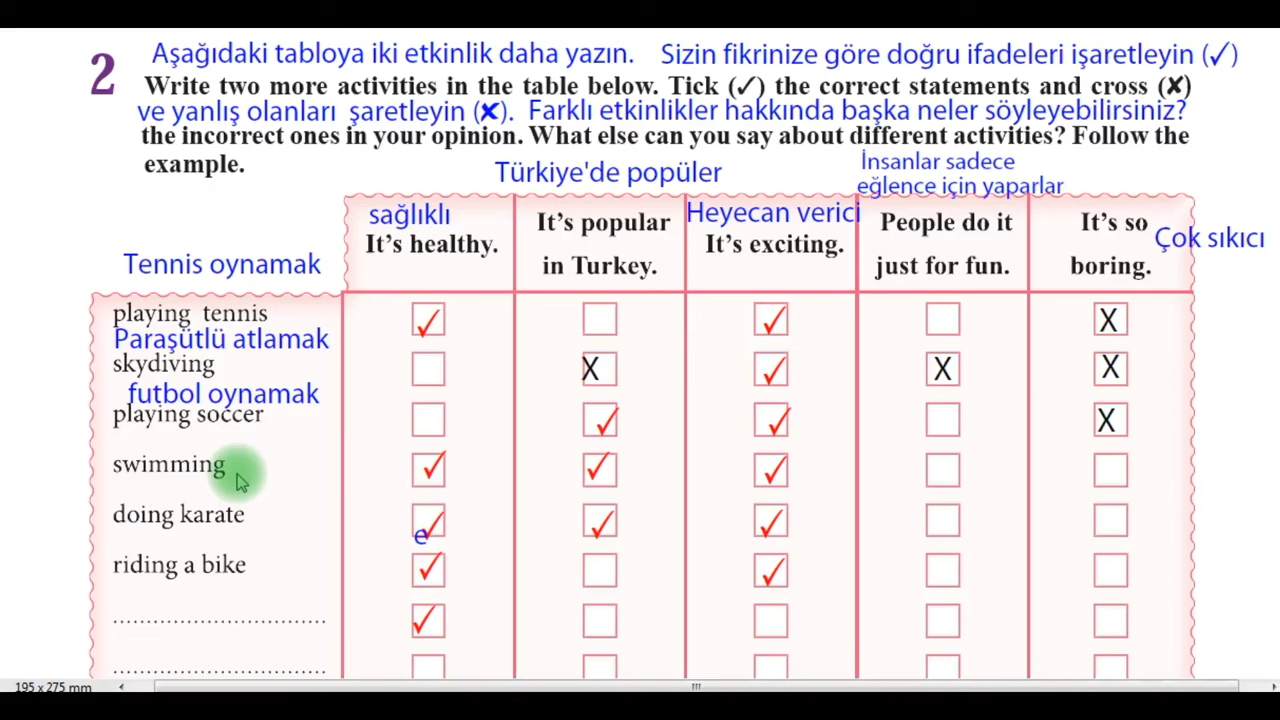 Aşağıdaki tabloya iki etkinlik daha yazın. Sizin fikrinize göre doğru ifadeleri işaretleyin (✓)
2 Write two more activities in the table below. Tick (✓) the correct statements and cross (✘)
ve yanlış olanları şaretleyin (✘). Farklı etkinlikler hakkında başka neler söyleyebilirsiniz?
the incorrect ones in your opinion. What else can you say about different activities? Follow the
example.
Türkiye'de popüler
İnsanlar sadece
eğlence için yaparlar
sağlıklı
It's healthy.
It's popular
in Turkey.
Heyecan verici
It's exciting.
People do it
just for fun.
It's so
boring.
Çok sıkıcı
Tennis oynamak
playing tennis ✓ ✓ X
Paraşütlü atlamak
skydiving X ✓ X X
futbol oynamak
playing soccer ✓ ✓ X
swimming ✓ ✓ ✓
doing karate ✓ ✓ ✓
e
riding a bike ✓ ✓
.............................. ✓
..............................
195 x 275 mm